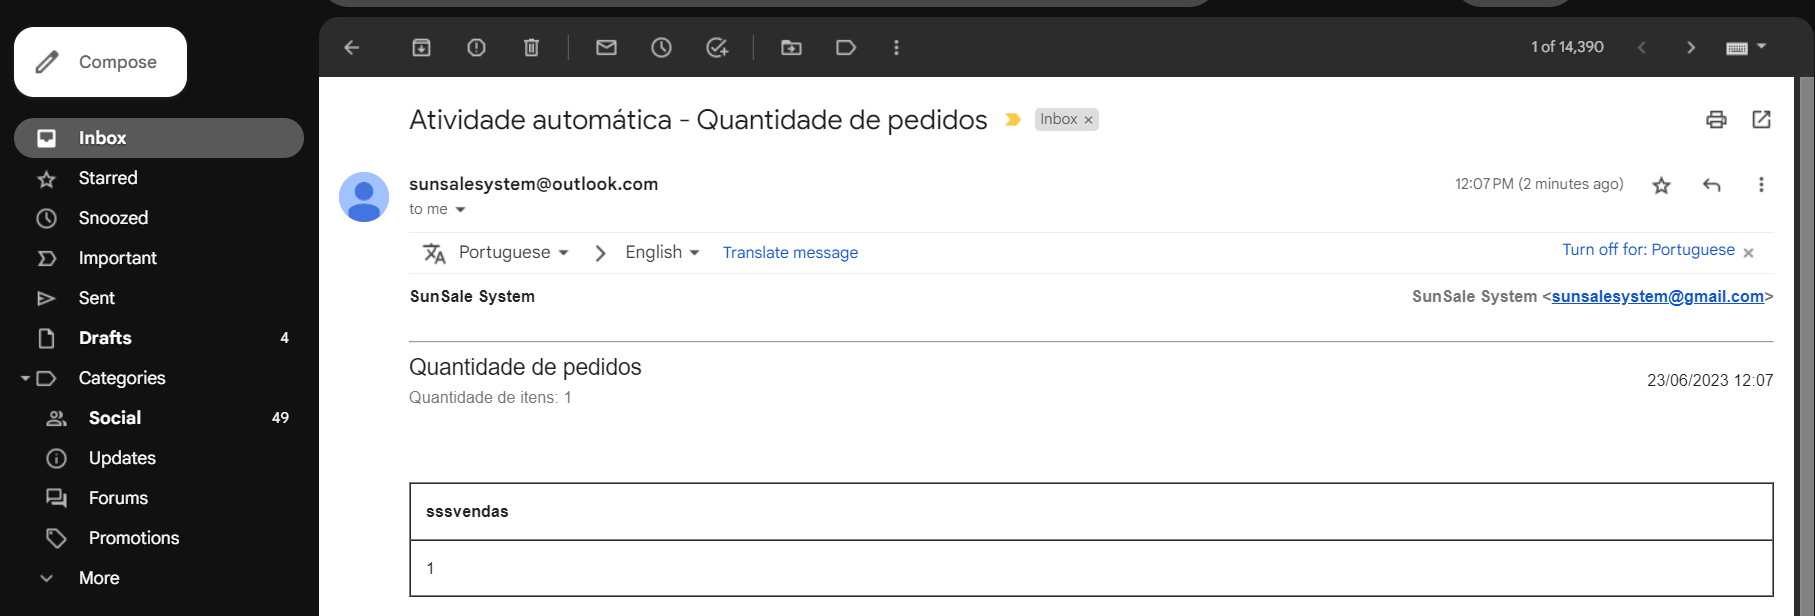 Compose
1 of 14,390
Inbox
Starred
Snoozed
Important
Sent
Drafts 4
Categories
Social 49
Updates
Forums
Promotions
More
Atividade automática - Quantidade de pedidos Inbox ×
sunsalesystem@outlook.com 12:07 PM (2 minutes ago)
to me
Portuguese English Translate message Turn off for: Portuguese ×
SunSale System SunSale System <sunsalesystem@gmail.com>
Quantidade de pedidos
23/06/2023 12:07
Quantidade de itens: 1
sssvendas
1